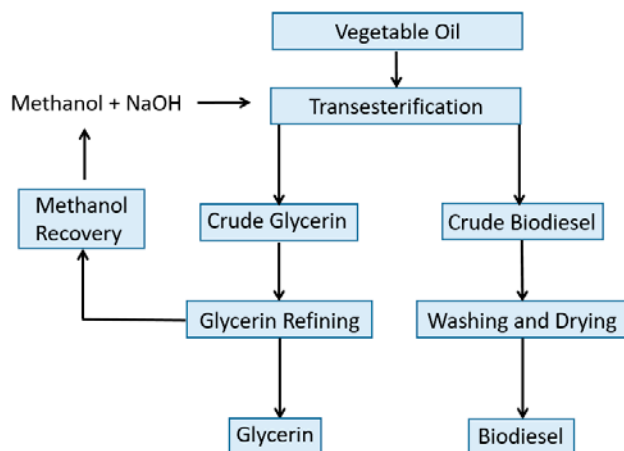 Vegetable Oil
Methanol + NaOH
Transesterification
Methanol
Recovery
Crude Glycerin
Crude Biodiesel
Glycerin Refining
Washing and Drying
Glycerin
Biodiesel